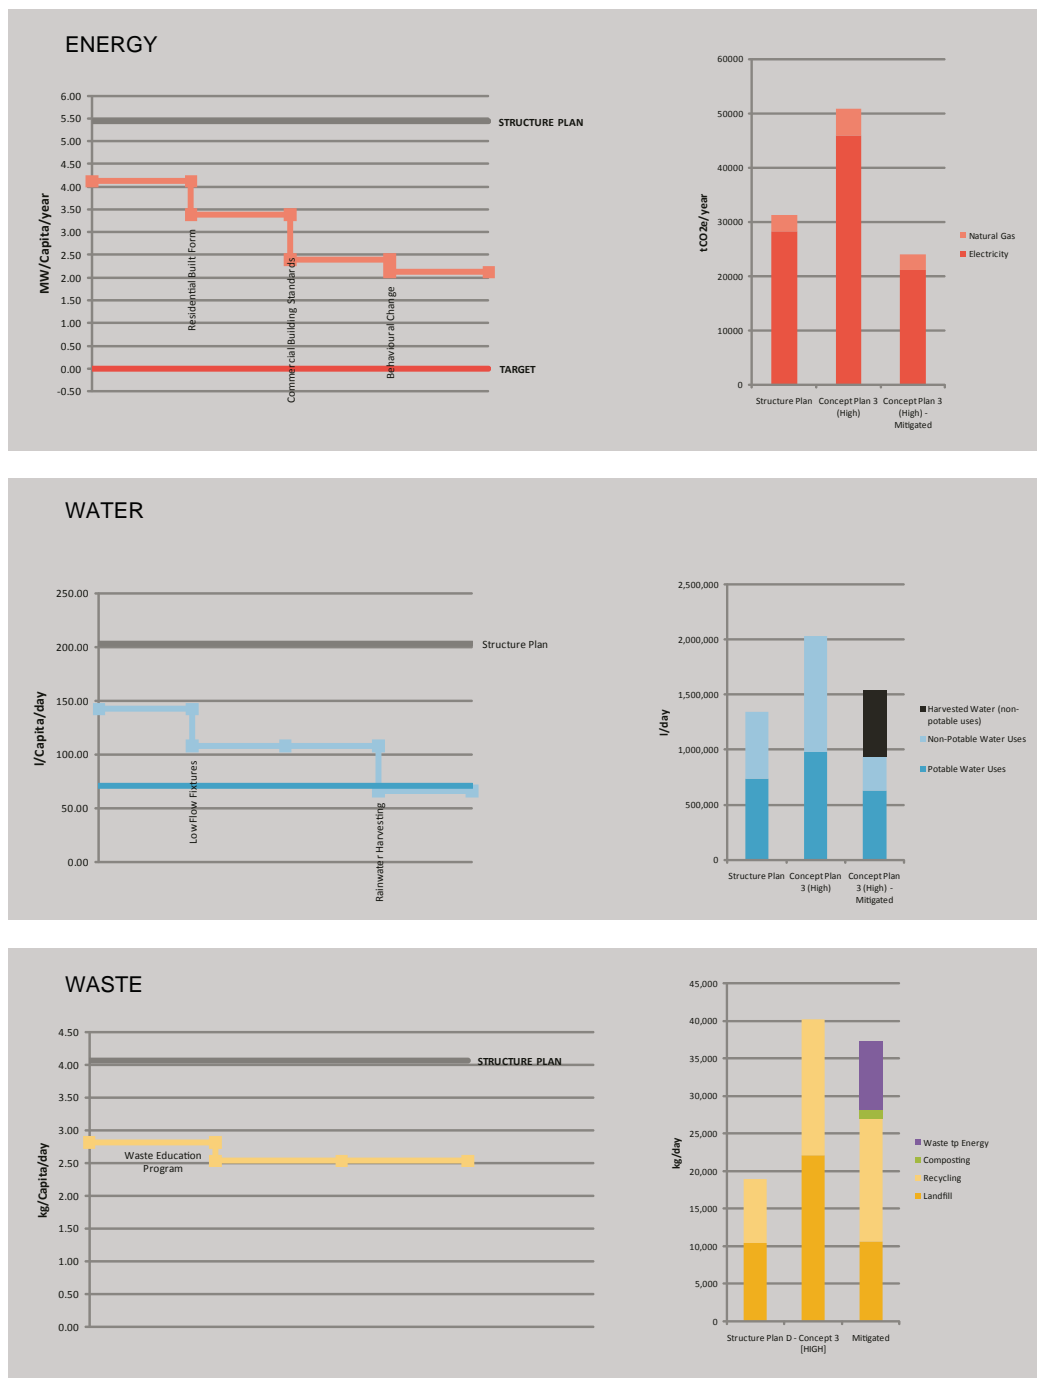 ENERGY
6.00
5.50
5.00
4.50
4.00
3.50
3.00
2.50
2.00
1.50
1.00
0.50
0.00
-0.50
MW/Capita/year
STRUCTURE PLAN
TARGET
Residential Built Form
Commercial Building Standards
Behavioural Change
60000
50000
40000
30000
20000
10000
0
tCO2e/year
Structure Plan
Concept Plan 3
(High)
Concept Plan 3
(High) -
Mitigated
Natural Gas
Electricity
WATER
250.00
200.00
150.00
100.00
50.00
0.00
l/Capita/day
Structure Plan
Low Flow Fixtures
Rainwater Harvesting
2,500,000
2,000,000
1,500,000
1,000,000
500,000
0
l/day
Structure Plan
Concept Plan
3 (High)
Concept Plan
3 (High) -
Mitigated
Harvested Water (non-
potable uses)
Non-Potable Water Uses
Potable Water Uses
WASTE
4.50
4.00
3.50
3.00
2.50
2.00
1.50
1.00
0.50
0.00
kg/Capita/day
STRUCTURE PLAN
Waste Education
Program
45,000
40,000
35,000
30,000
25,000
20,000
15,000
10,000
5,000
0
kg/day
Structure Plan
D - Concept 3
[HIGH]
Mitigated
Waste tp Energy
Composting
Recycling
Landfill